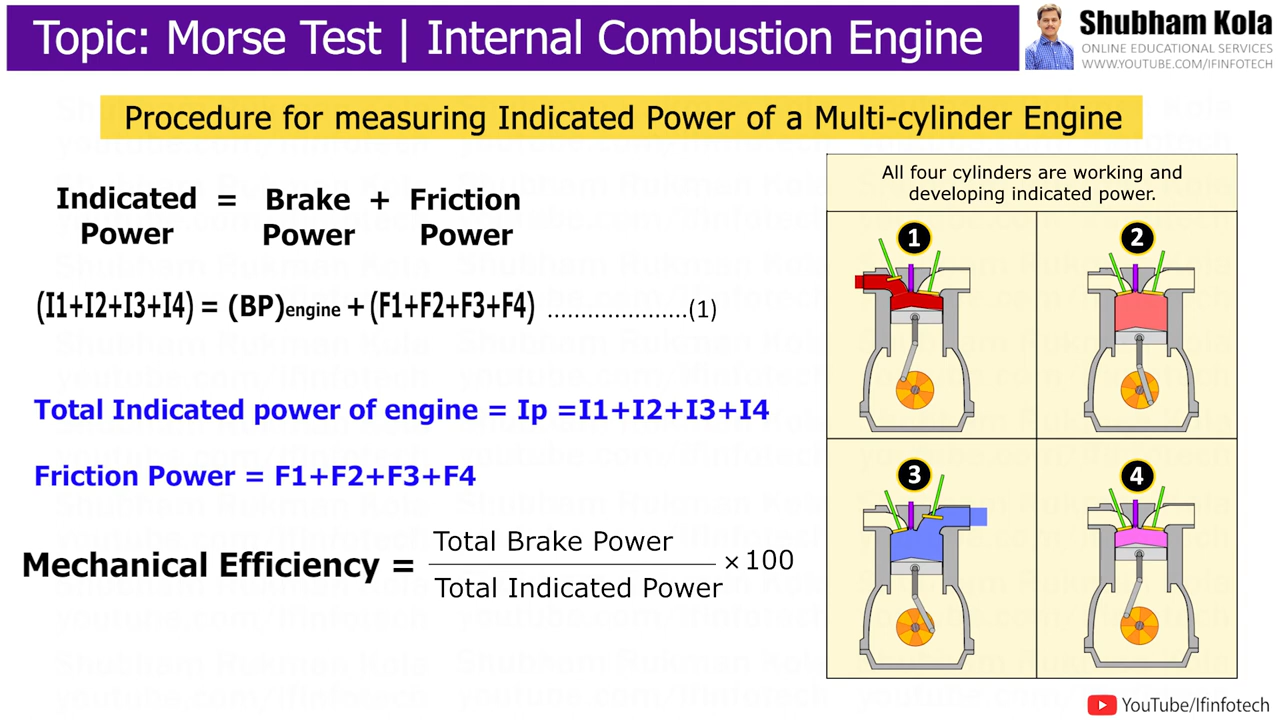 Topic: Morse Test | Internal Combustion Engine
Shubham Kola
ONLINE EDUCATIONAL SERVICES
WWW.YOUTUBE.COM/IFINFOTECH
Procedure for measuring Indicated Power of a Multi-cylinder Engine
Indicated Power = Brake Power + Friction Power
(I1+I2+I3+I4) = (BP)engine + (F1+F2+F3+F4) .....................(1)
Total Indicated power of engine = Ip =I1+I2+I3+I4
Friction Power = F1+F2+F3+F4
Mechanical Efficiency = Total Brake Power / Total Indicated Power ×100
All four cylinders are working and
developing indicated power.
1
2
3
4
YouTube/Ifinfotech